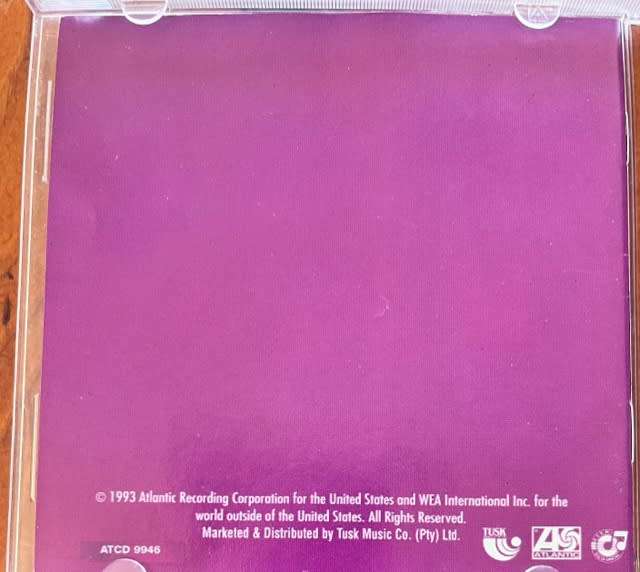 © 1993 Atlantic Recording Corporation for the United States and WEA International Inc. for the
world outside of the United States. All Rights Reserved.
Marketed & Distributed by Tusk Music Co. (Pty) Ltd.
ATCD 9946
TUSK
ATLANTIC